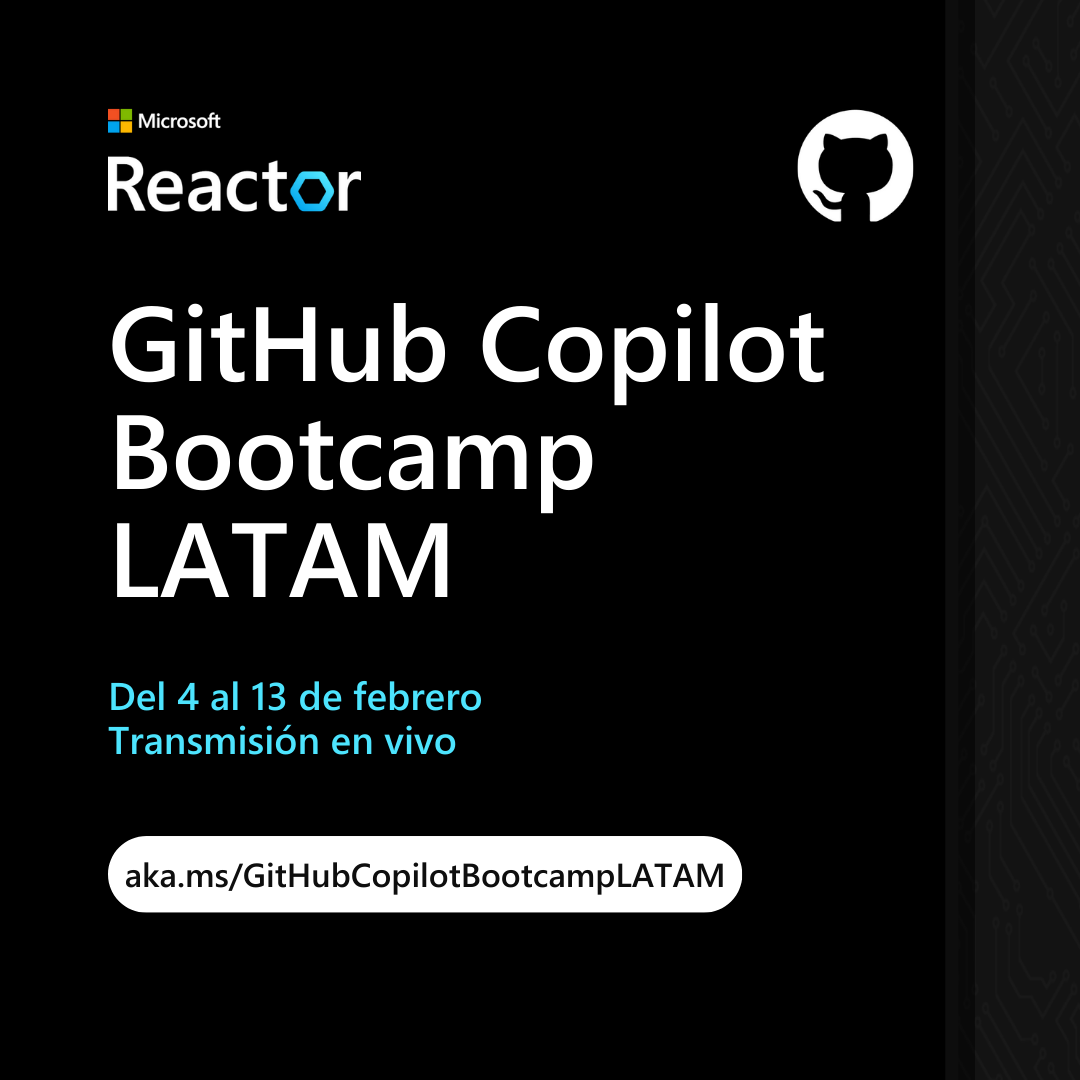 Microsoft
Reactor
GitHub Copilot
Bootcamp
LATAM
Del 4 al 13 de febrero
Transmisión en vivo
aka.ms/GitHubCopilotBootcampLATAM